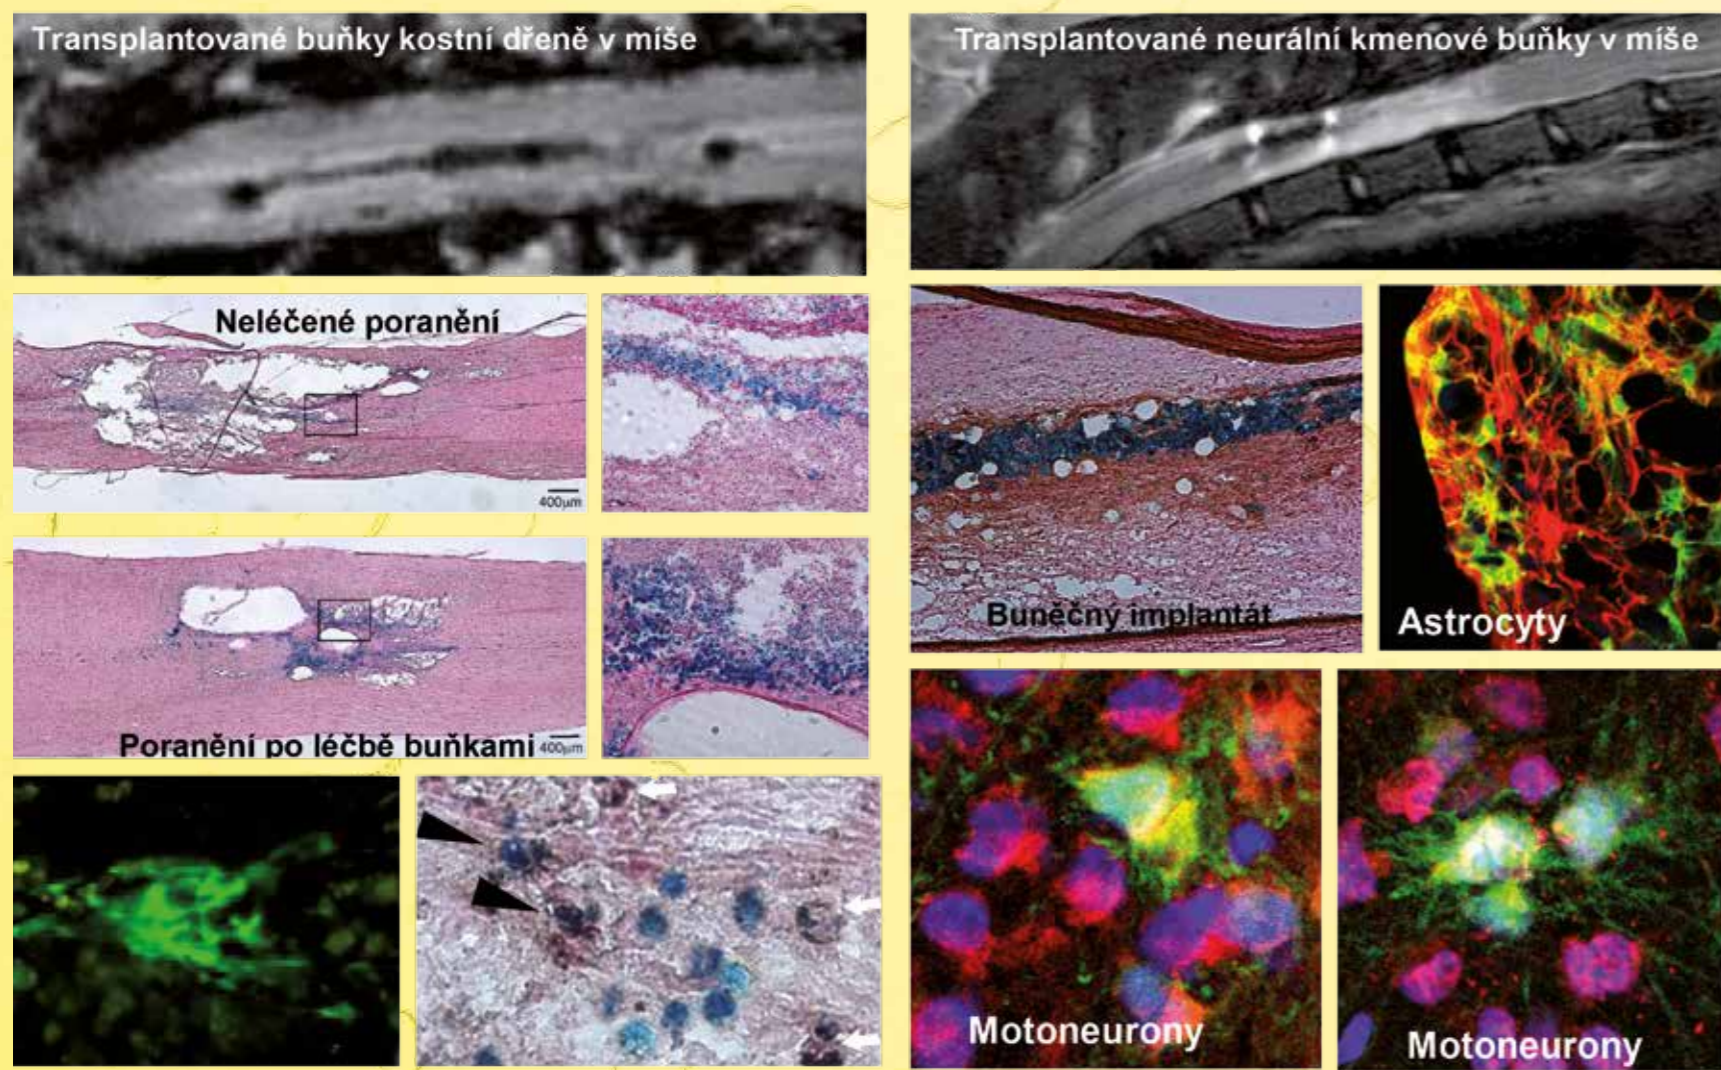 Transplantované buňky kostní dřeně v míše
Transplantované neurální kmenové buňky v míše
Neléčené poranění
400µm
Poranění po léčbě buňkami
400µm
Buněčný implantát
Astrocyty
Motoneurony
Motoneurony